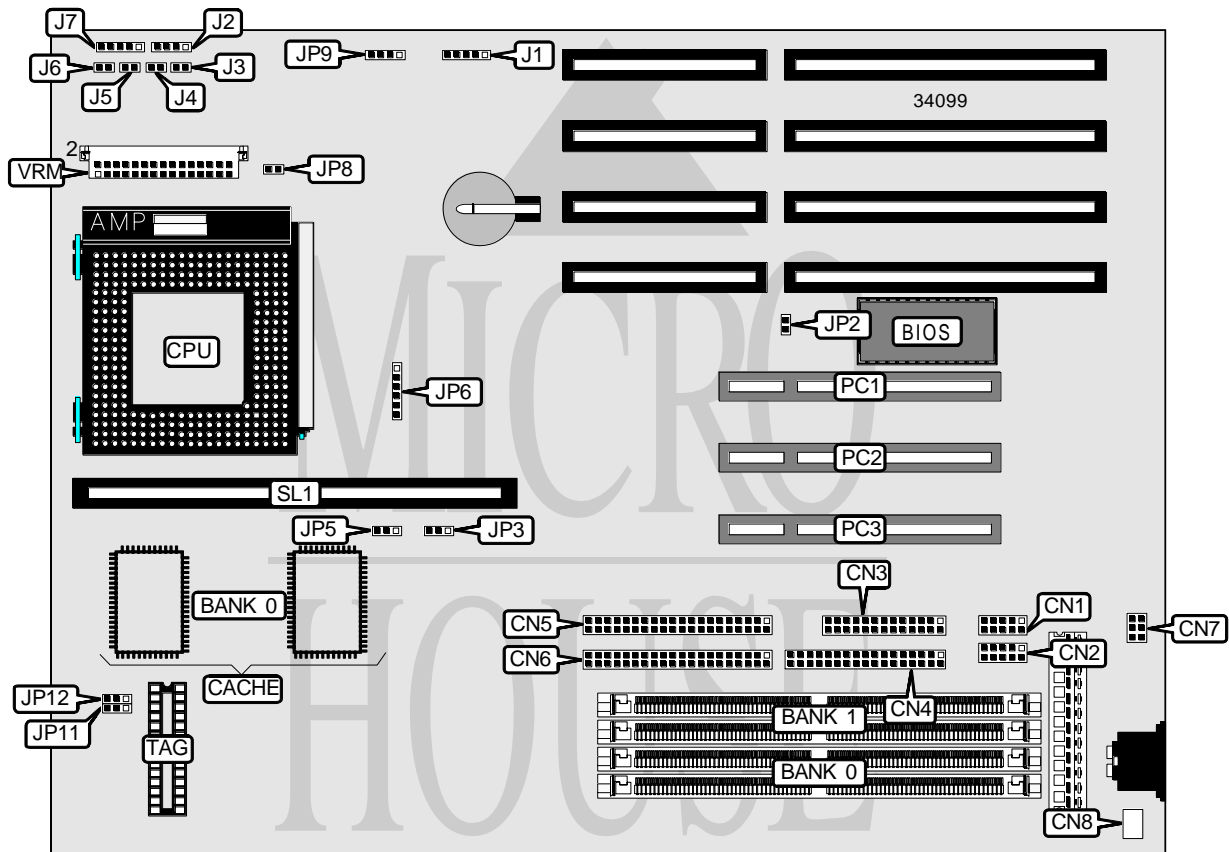 J7
J2
JP9
J1
J6
J3
J5
J4
34099
2
VRM
JP8
AMP
CPU
JP2
BIOS
PC1
JP6
PC2
SL1
JP5
JP3
PC3
BANK 0
CN3
CN5
CN1
CN7
CN6
CN2
CACHE
CN4
JP12
JP11
TAG
BANK 1
BANK 0
CN8
MICRO
HOUSE